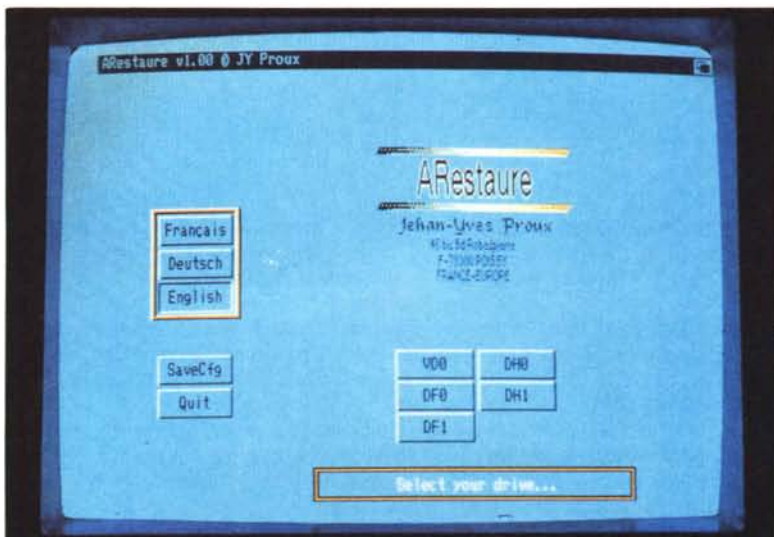 ARestaure v1.00 © JY Proux
ARestaure
Jehan-Yves Proux
FRANCE-EUROPE
Français
Deutsch
English
SaveCfg
Quit
VD0 DH0
DF0 DH1
DF1
Select your drive...